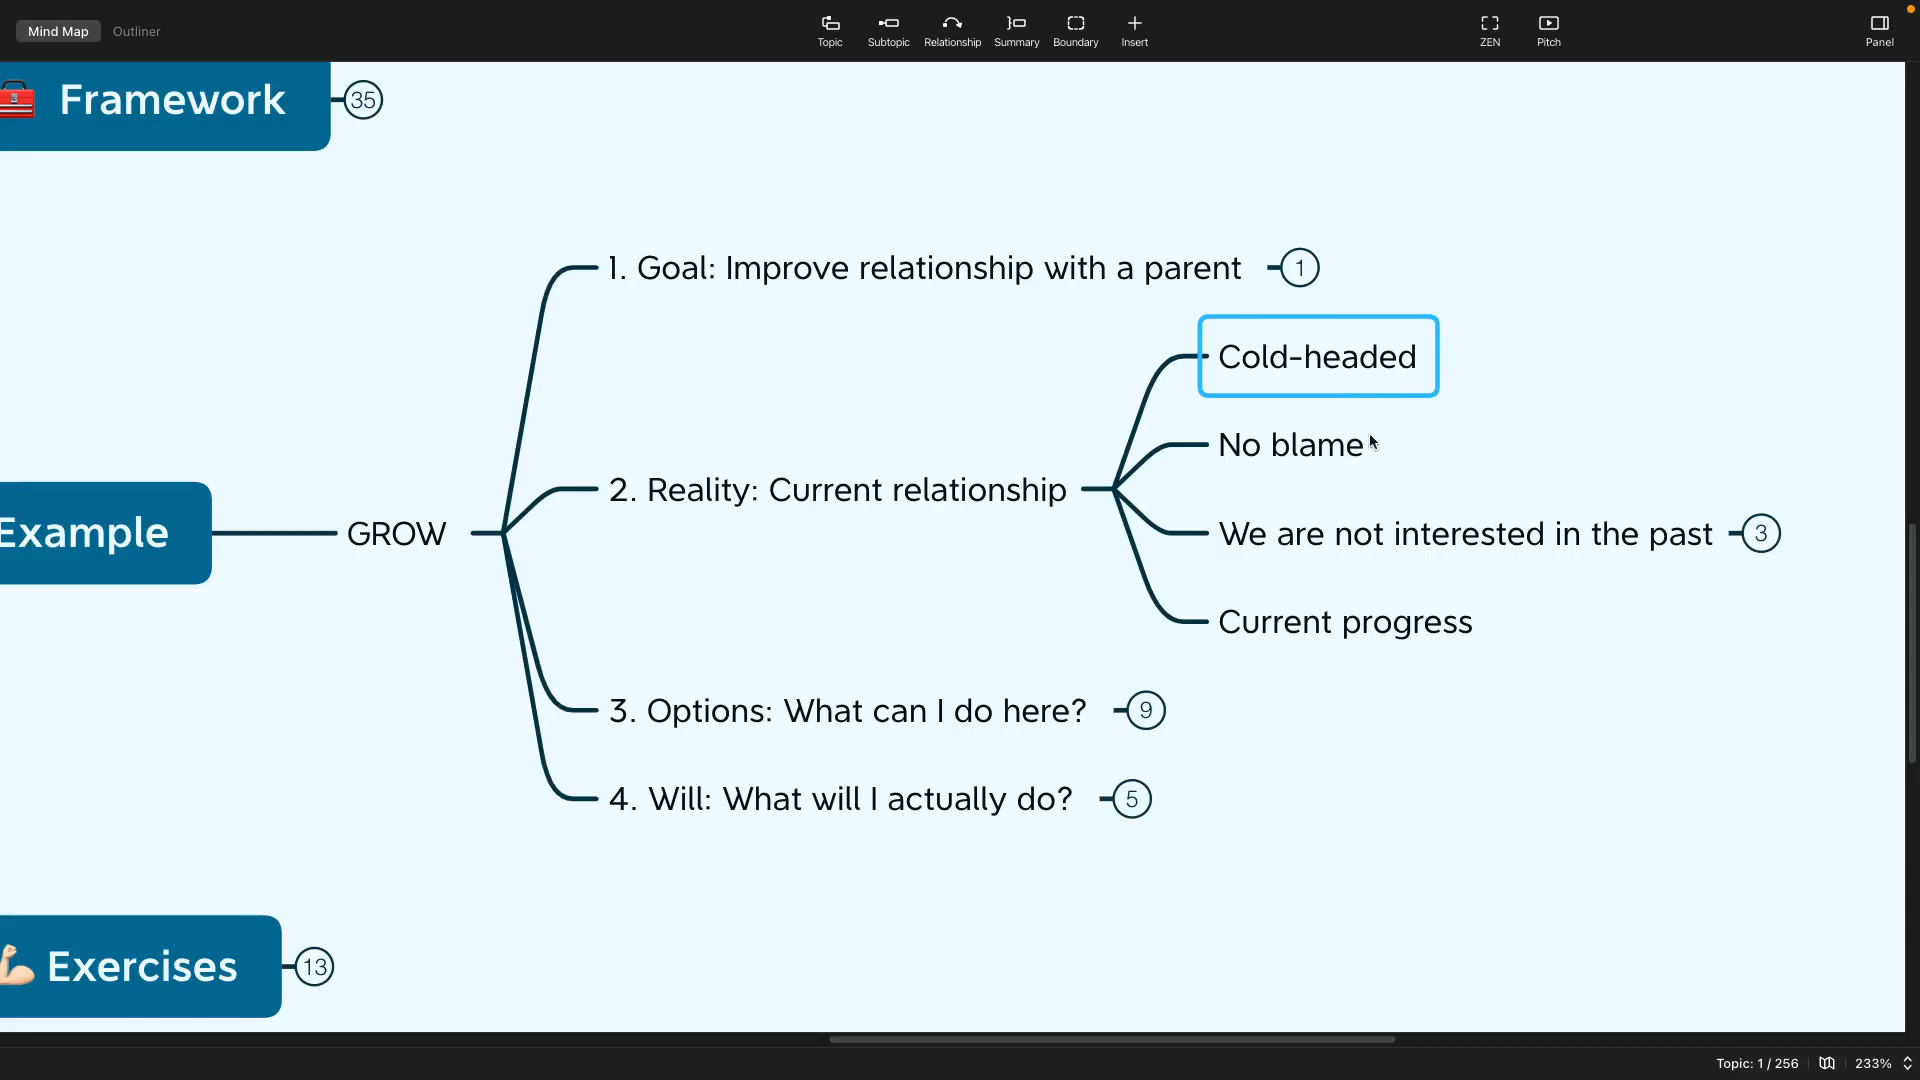 Mind Map
Outliner
Topic
Subtopic
Relationship
Summary
Boundary
Insert
ZEN
Pitch
Panel
Framework
35
1. Goal: Improve relationship with a parent
1
Cold-headed
No blame
2. Reality: Current relationship
Example
GROW
We are not interested in the past
3
Current progress
3. Options: What can I do here?
9
4. Will: What will I actually do?
5
Exercises
13
Topic: 1 / 256
233%